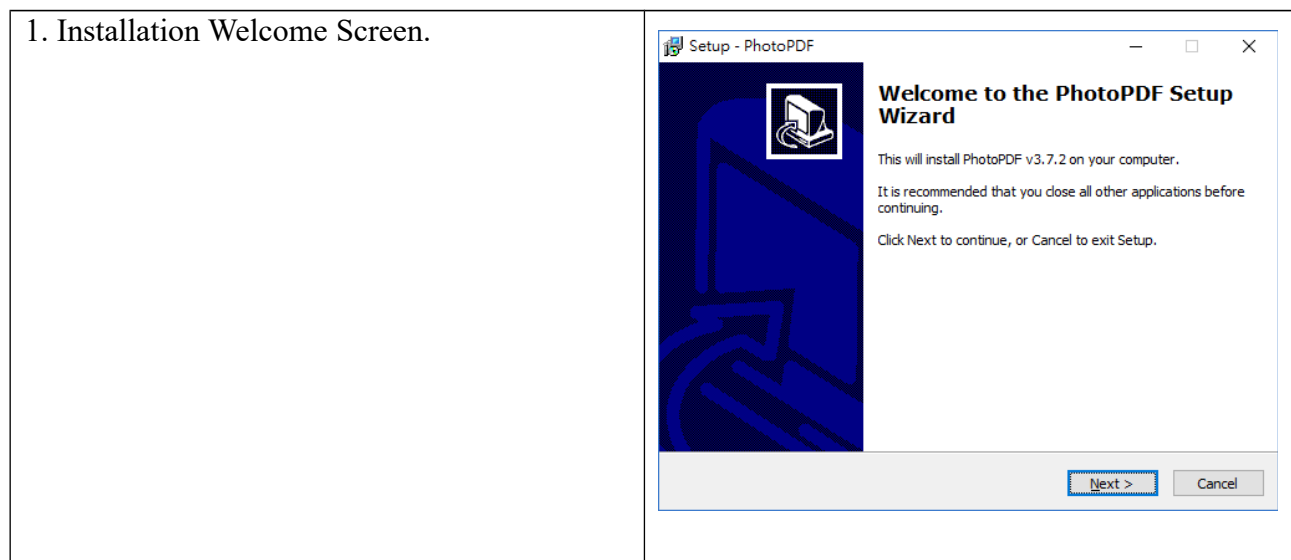 1. Installation Welcome Screen.
Setup - PhotoPDF
Welcome to the PhotoPDF Setup
Wizard
This will install PhotoPDF v3.7.2 on your computer.
It is recommended that you close all other applications before
continuing.
Click Next to continue, or Cancel to exit Setup.
Next >
Cancel